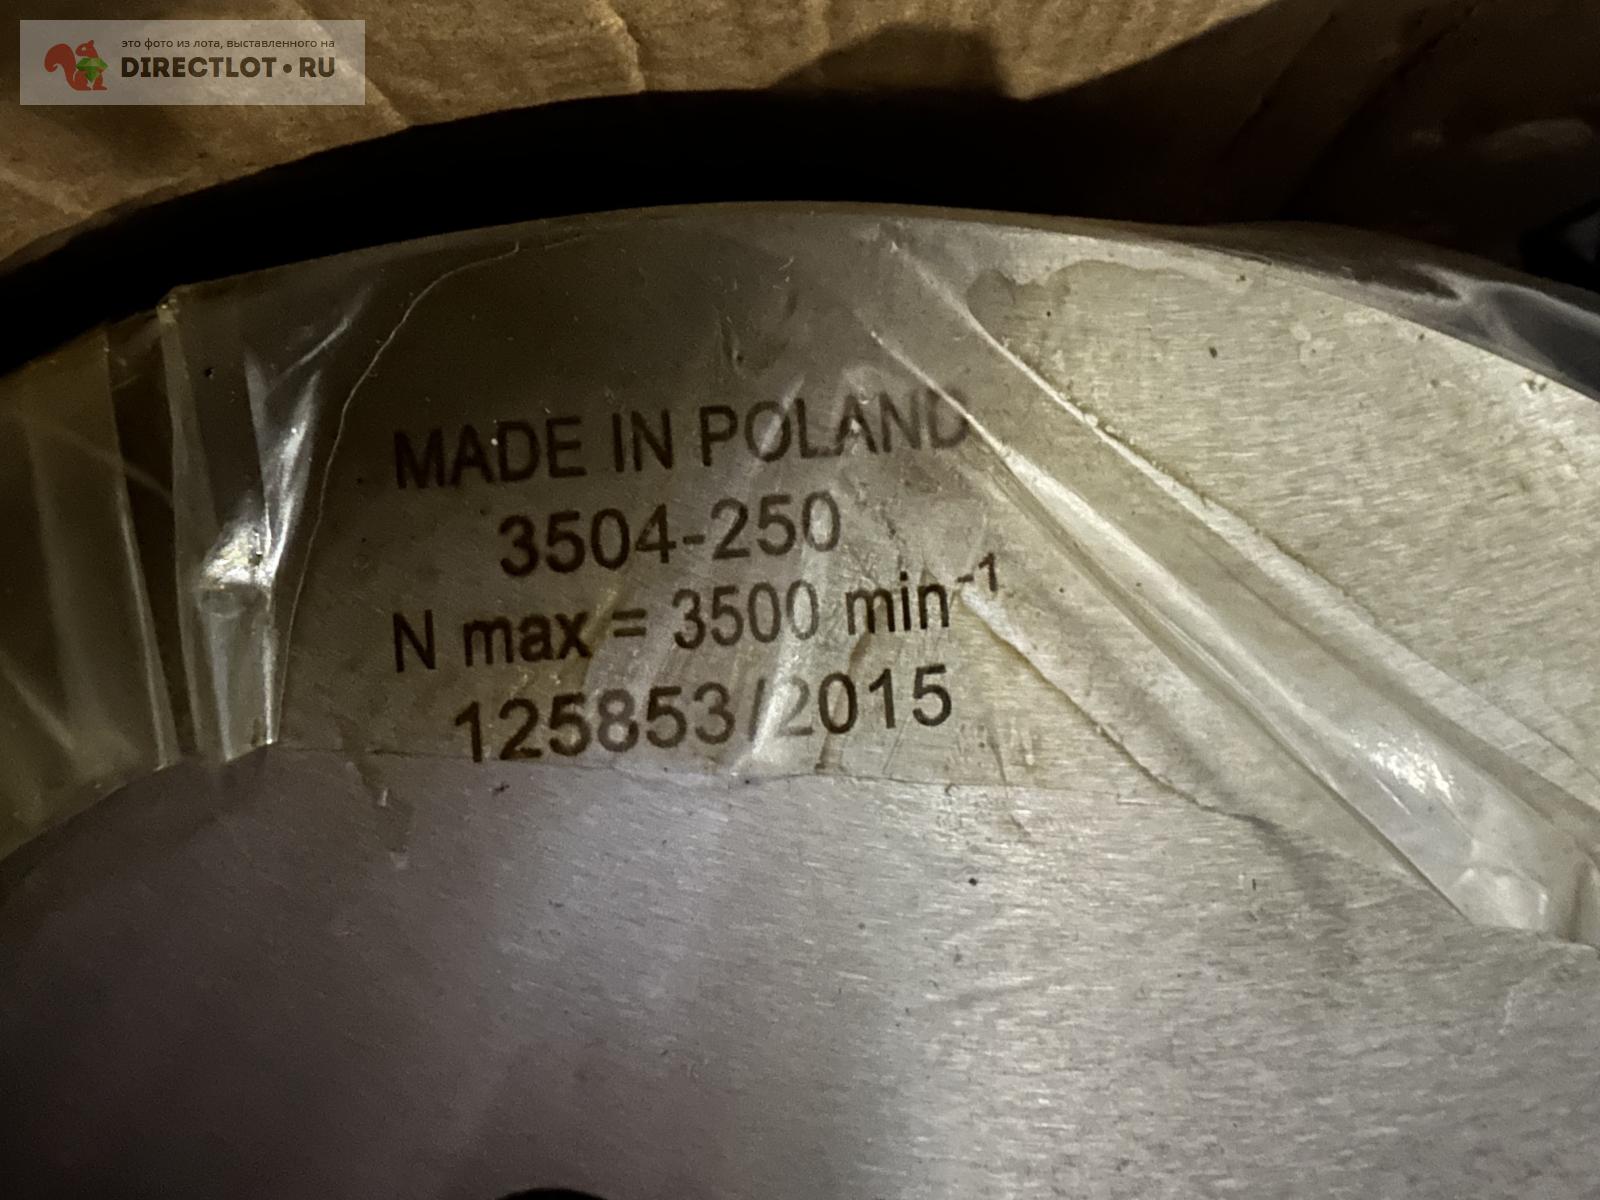 это фото из лота, выставленного на
DIRECTLOT•RU
MADE IN POLAND
3504-250
N max = 3500 min⁻¹
125853/2015